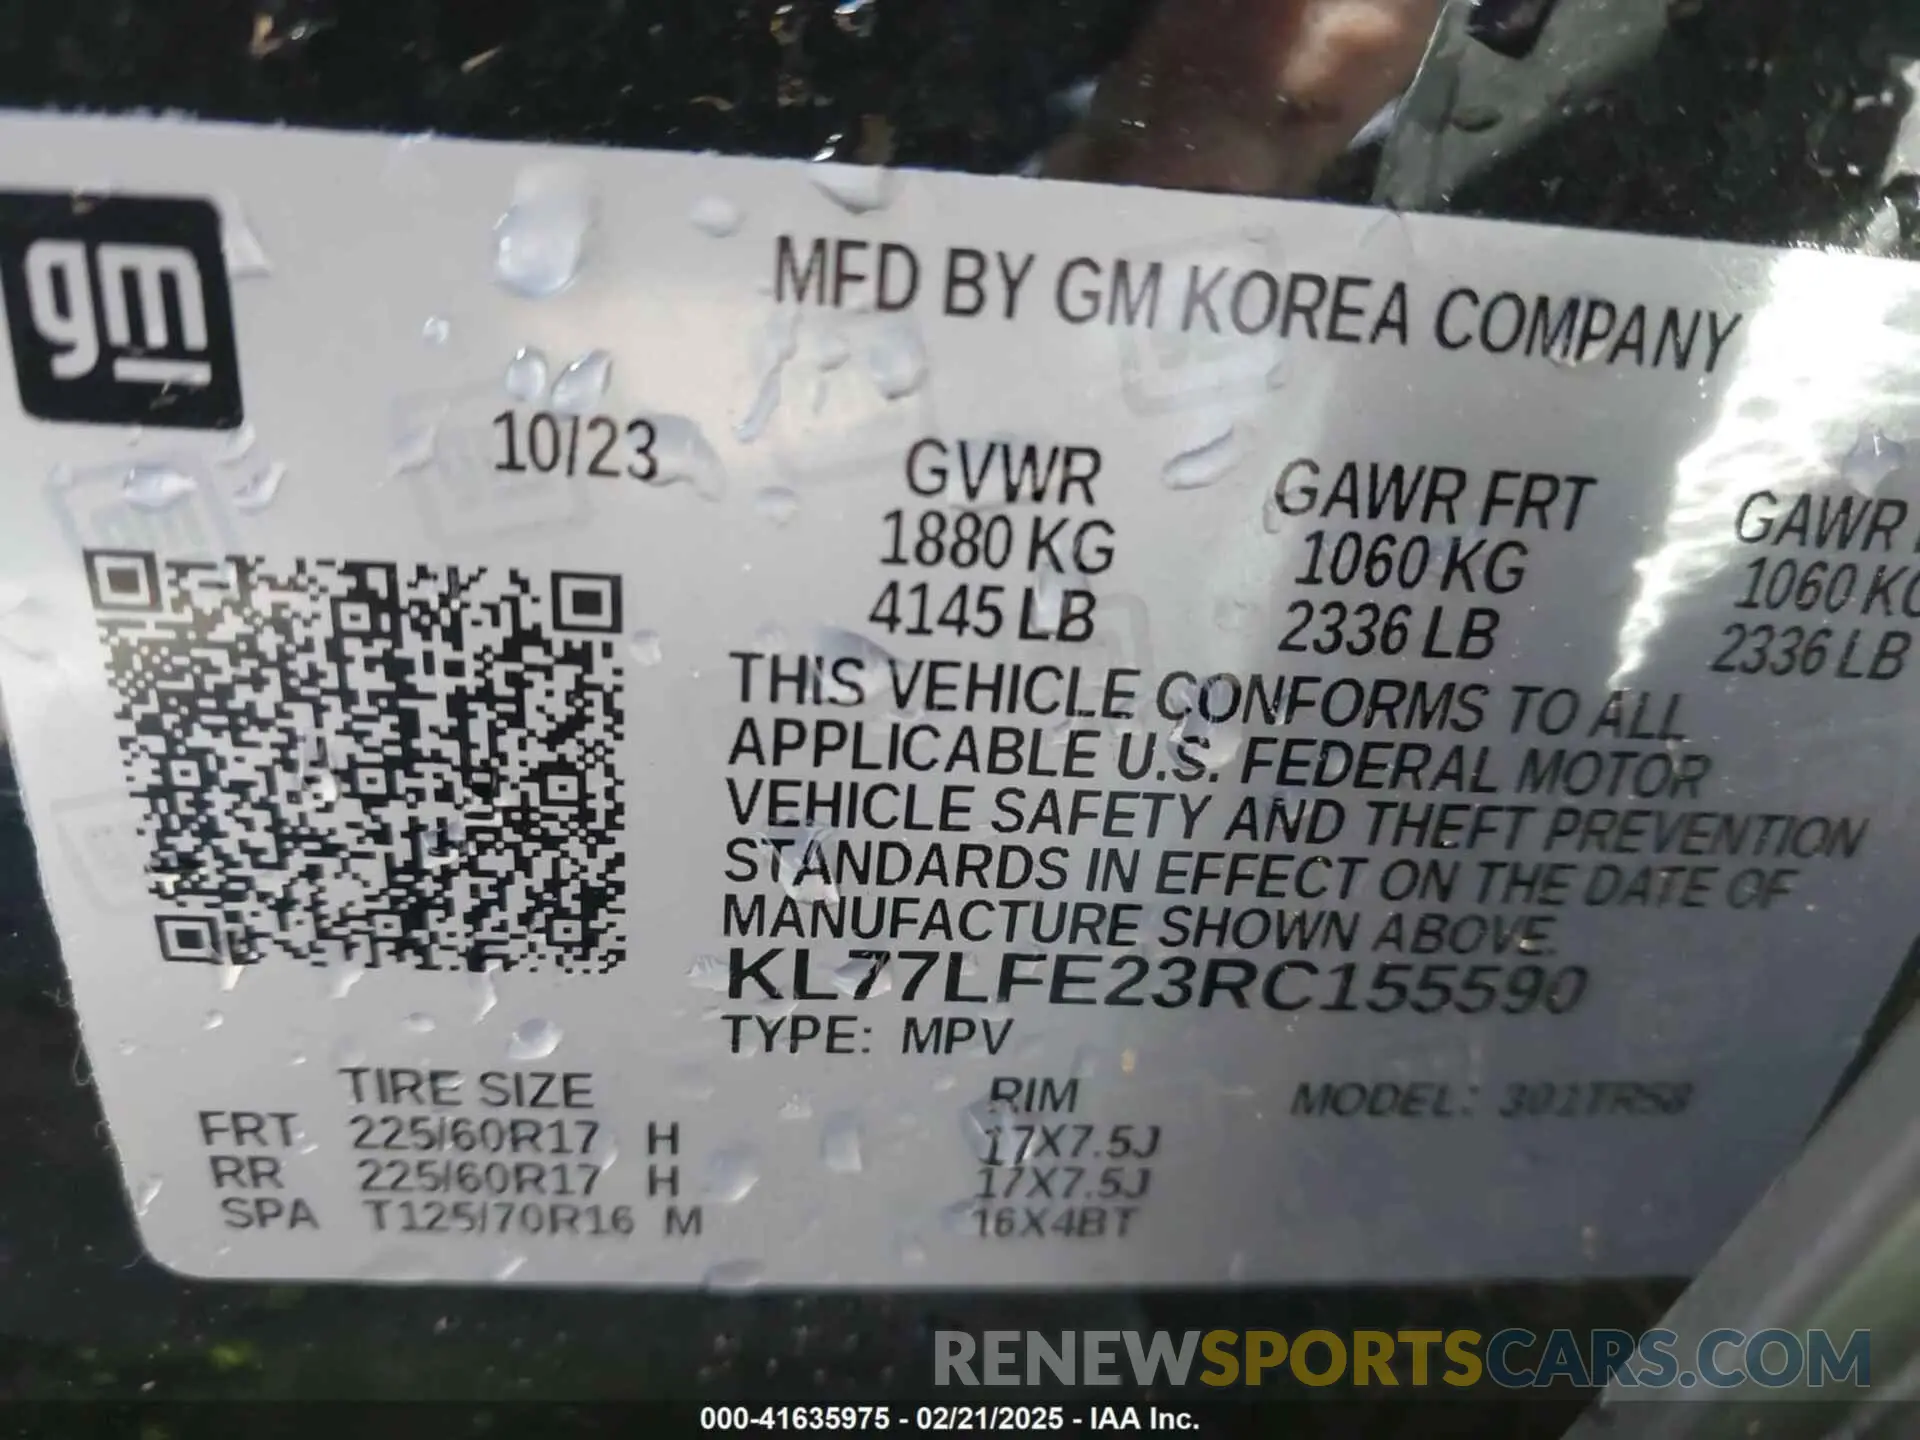 gm
MFD BY GM KOREA COMPANY
10/23
GVWR GAWR FRT GAWR
1880 KG 1060 KG 1060 KG
4145 LB 2336 LB 2336 LB
THIS VEHICLE CONFORMS TO ALL
APPLICABLE U.S. FEDERAL MOTOR
VEHICLE SAFETY AND THEFT PREVENTION
STANDARDS IN EFFECT ON THE DATE OF
MANUFACTURE SHOWN ABOVE.
KL77LFE23RC155590
TYPE: MPV
TIRE SIZE RIM MODEL: 301TR58
FRT 225/60R17 H 17X7.5J
RR 225/60R17 H 17X7.5J
SPA T125/70R16 M 16X4BT
RENEWSPORTSCARS.COM
000-41635975 - 02/21/2025 - IAA Inc.